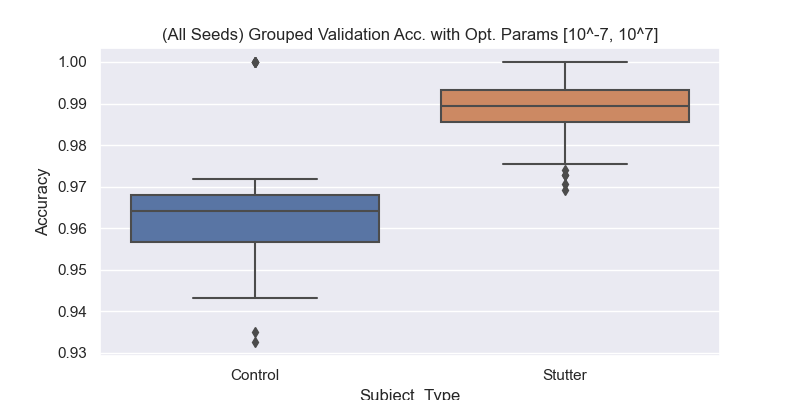 (All Seeds) Grouped Validation Acc. with Opt. Params [10^-7, 10^7]
1.00
0.99
0.98
0.97
0.96
0.95
0.94
0.93
Accuracy
Control
Stutter
Subject_Type